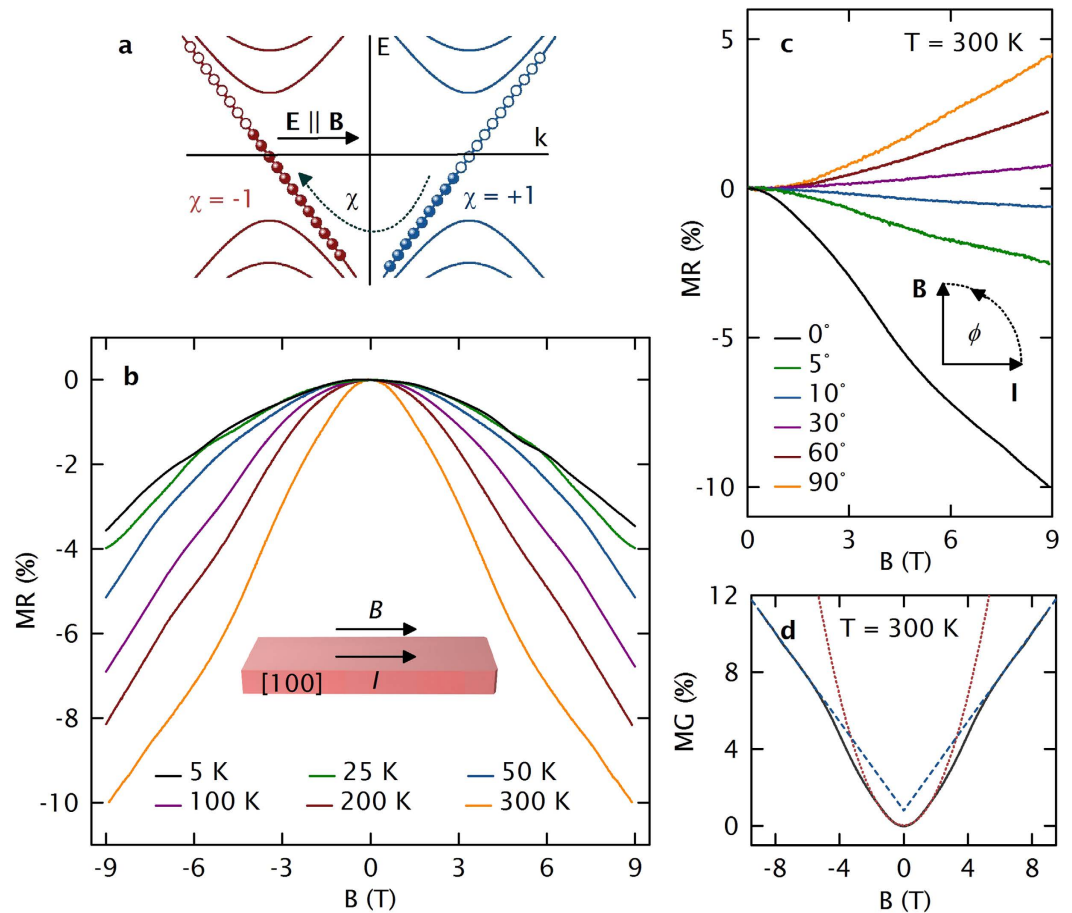 a
E
E || B
k
χ = -1
χ
χ = +1
b
0
-2
-4
-6
-8
-10
MR (%)
B
I
[100]
5 K
25 K
50 K
100 K
200 K
300 K
-9
-6
-3
0
3
6
9
B (T)
c
T = 300 K
5
0
-5
-10
MR (%)
B
ϕ
I
0°
5°
10°
30°
60°
90°
0
3
6
9
B (T)
d
T = 300 K
12
8
4
0
MG (%)
-8
-4
0
4
8
B (T)